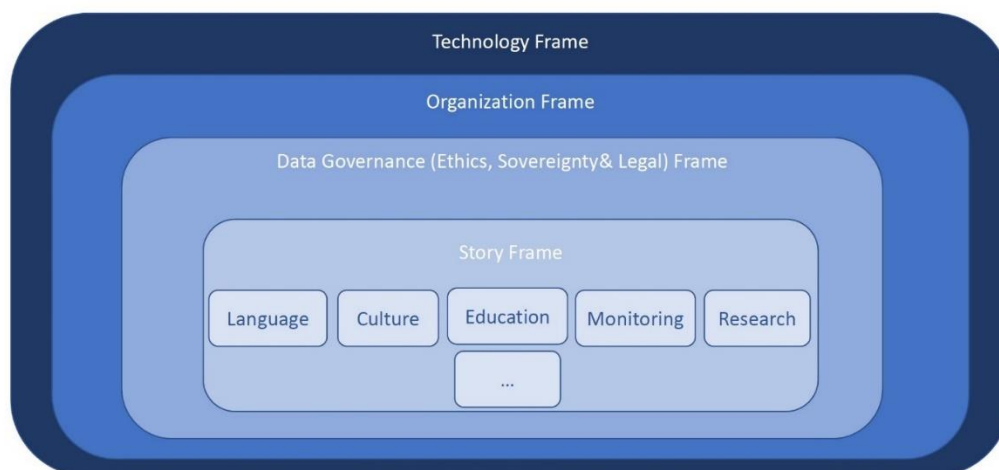 Technology Frame
Organization Frame
Data Governance (Ethics, Sovereignty& Legal) Frame
Story Frame
Language
Culture
Education
Monitoring
Research
...